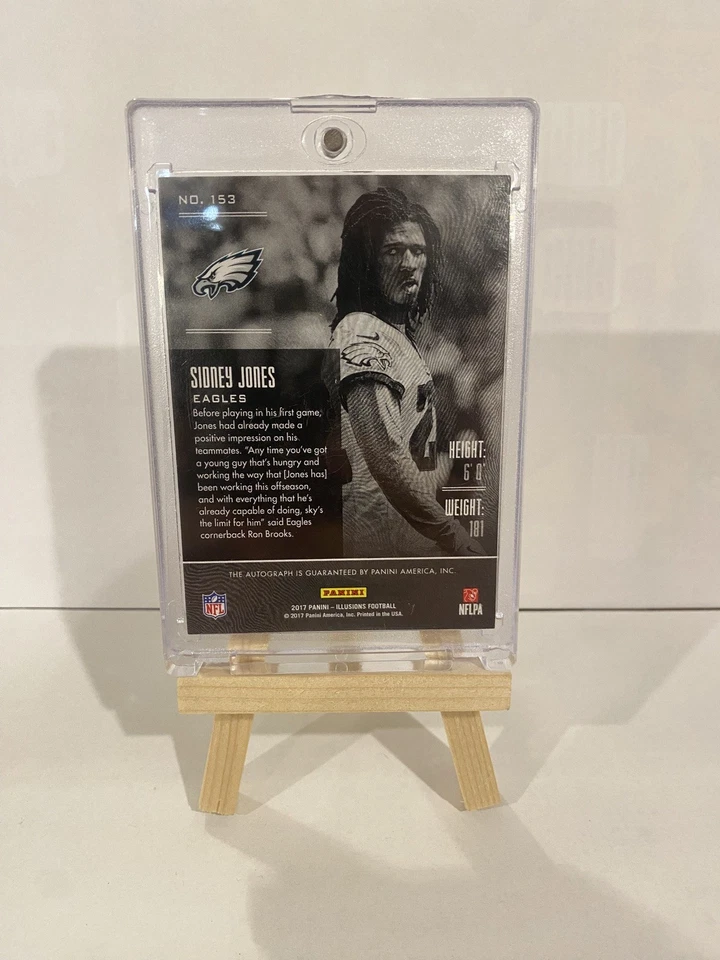 NO. 153
SIDNEY JONES
EAGLES
Before playing in his first game,
Jones had already made a
positive impression on his
teammates. "Any time you've got
a young guy that's hungry and
working the way that [Jones has]
been working this offseason,
and with everything that he's
already capable of doing, sky's
the limit for him" said Eagles
cornerback Ron Brooks.
2
HEIGHT:
6' 0"
WEIGHT:
181
THE AUTOGRAPH IS GUARANTEED BY PANINI AMERICA, INC.
PANINI
NFL
2017 PANINI – ILLUSIONS FOOTBALL
© 2017 Panini America, Inc. Printed in the USA.
NFLPA